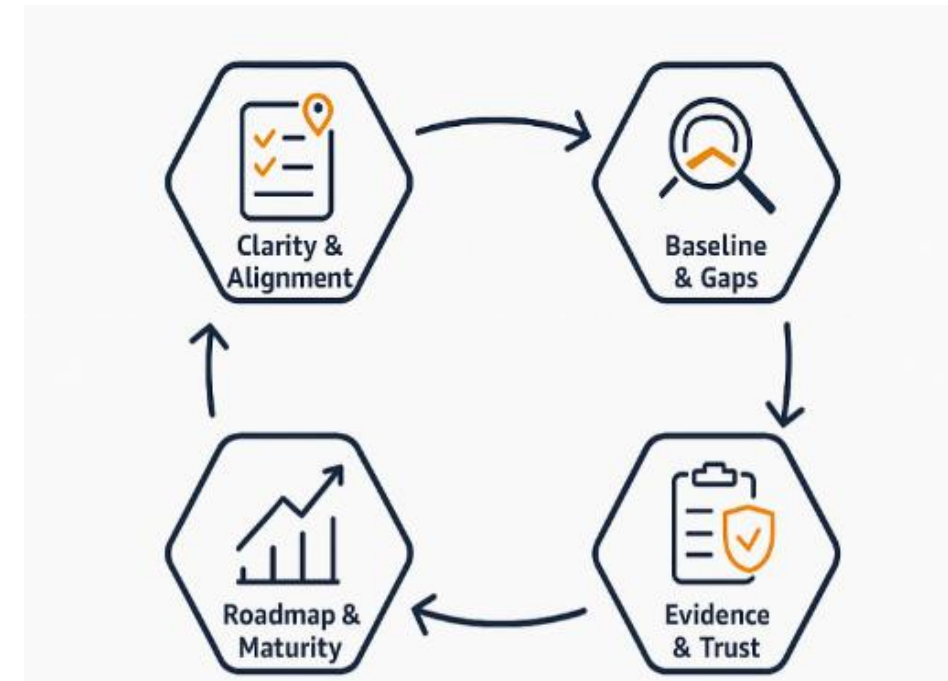 Clarity &
Alignment
Baseline
& Gaps
Evidence
& Trust
Roadmap &
Maturity